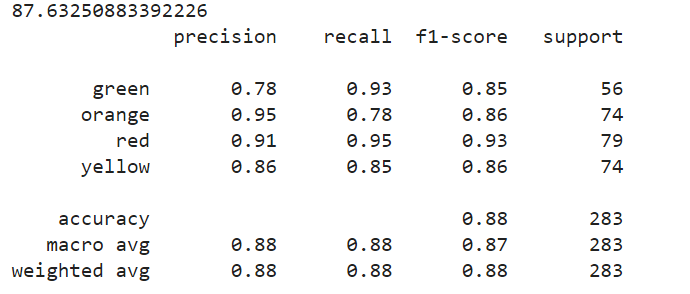 87.63250883392226
precision recall f1-score support
green 0.78 0.93 0.85 56
orange 0.95 0.78 0.86 74
red 0.91 0.95 0.93 79
yellow 0.86 0.85 0.86 74
accuracy 0.88 283
macro avg 0.88 0.88 0.87 283
weighted avg 0.88 0.88 0.88 283